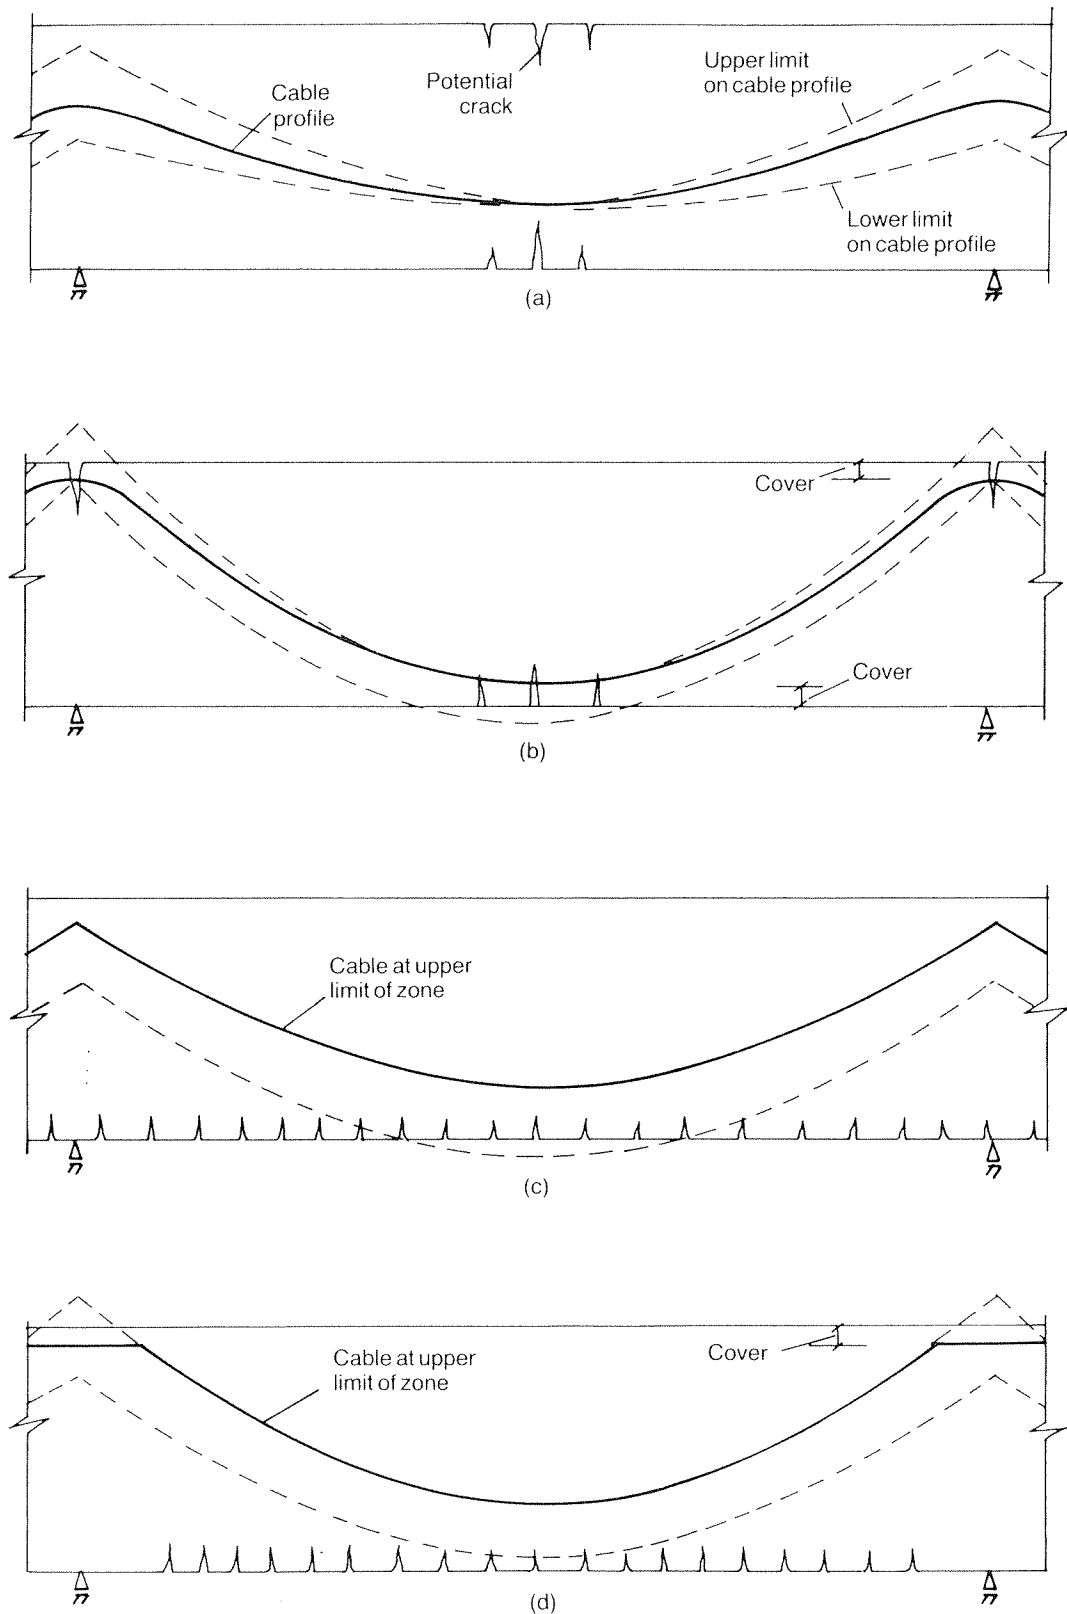 Potential
crack
Upper limit
on cable profile
Cable
profile
Lower limit
on cable profile
(a)
Cover
Cover
(b)
Cable at upper
limit of zone
(c)
Cable at upper
limit of zone
Cover
(d)